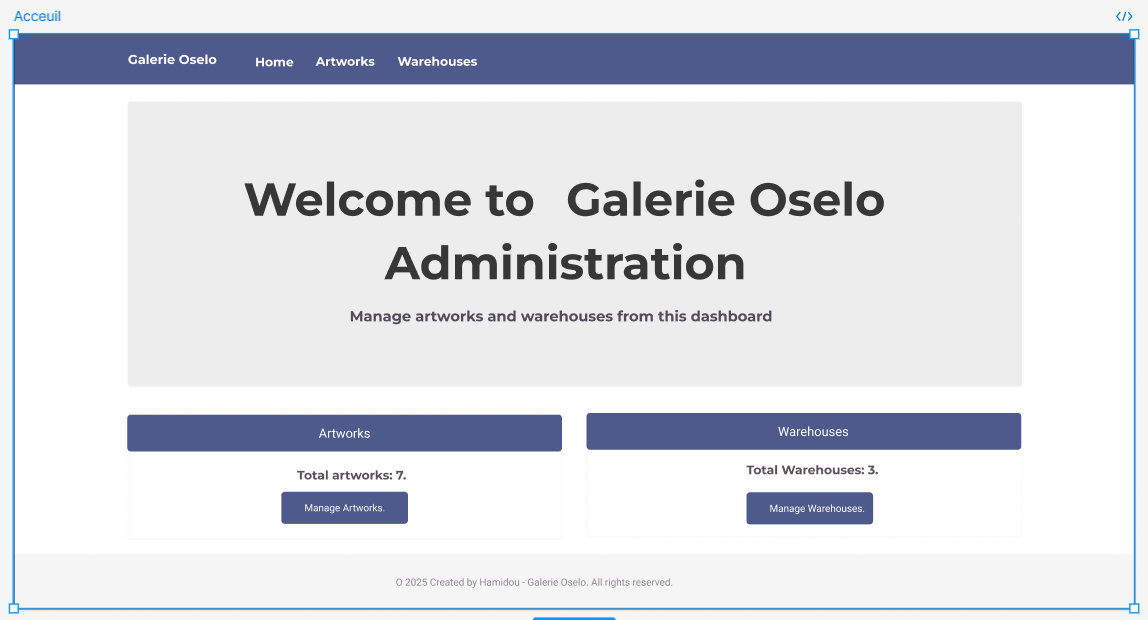 Acceuil
</>
Galerie Oselo Home Artworks Warehouses
Welcome to Galerie Oselo
Administration
Manage artworks and warehouses from this dashboard
Artworks
Total artworks: 7.
Manage Artworks.
Warehouses
Total Warehouses: 3.
Manage Warehouses.
O 2025 Created by Hamidou - Galerie Oselo. All rights reserved.